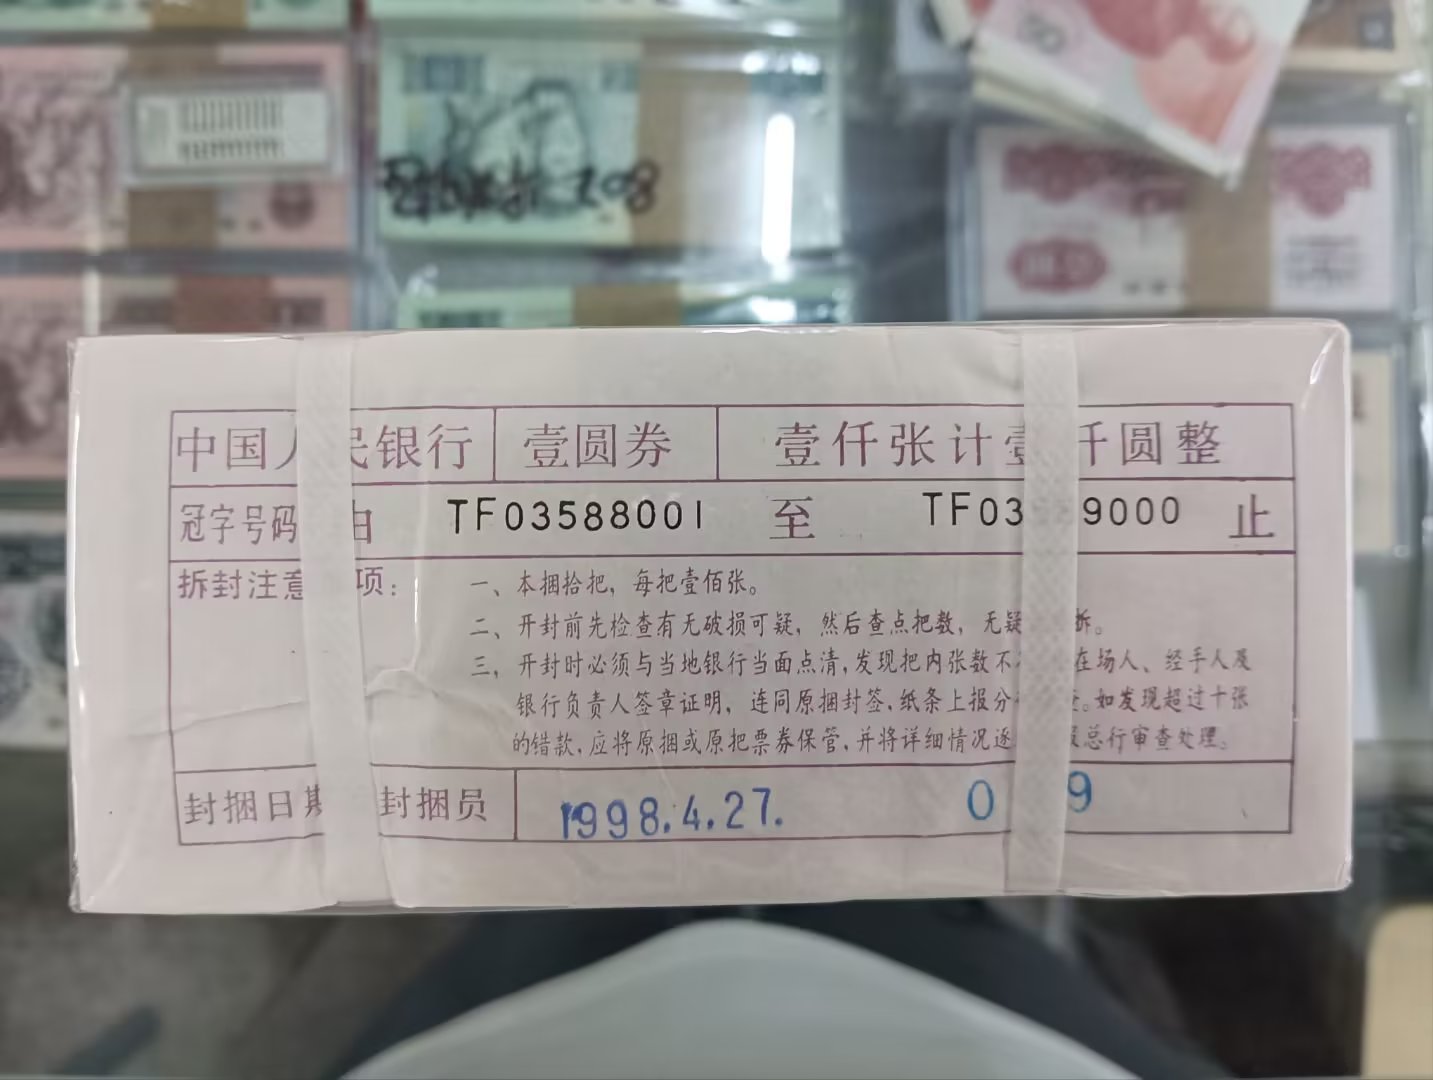 冠 208
中国人民银行 壹圆券 壹仟张计壹仟圆整
冠字号码 由 TF03588001 至 TF03 9000 止
拆封注意 项：
一、本捆拾把，每把壹佰张。
二、开封前先检查有无破损可疑，然后查点把数，无疑 拆。
三，开封时必须与当地银行当面点清，发现把内张数不 在场人、经手人及
银行负责人签章证明，连同原捆封签，纸条上报分 。如发现超过十张
的错款，应将原捆或原把票券保管，并将详细情况逐 报总行审查处理。
封捆日期 封捆员 1998.4.27. 0 9